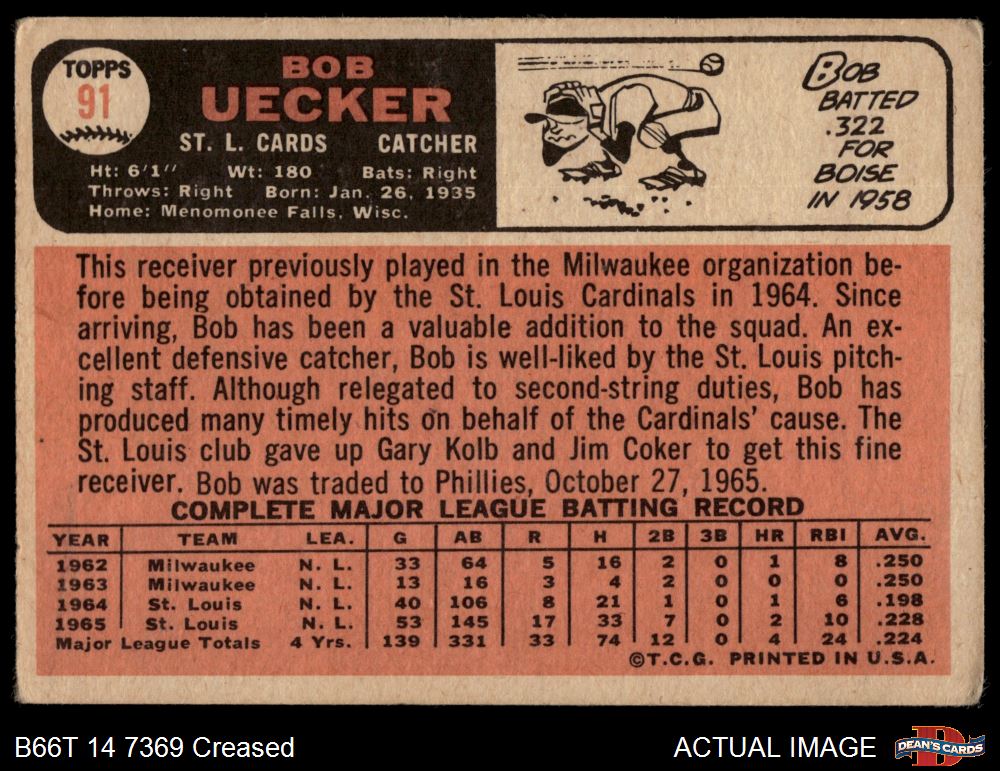 TOPPS
91
BOB
UECKER
ST. L. CARDS CATCHER
Ht: 6'1" Wt: 180 Bats: Right
Throws: Right Born: Jan. 26, 1935
Home: Menomonee Falls, Wisc.
BOB
BATTED
.322
FOR
BOISE
IN 1958
This receiver previously played in the Milwaukee organization be-
fore being obtained by the St. Louis Cardinals in 1964. Since
arriving, Bob has been a valuable addition to the squad. An ex-
cellent defensive catcher, Bob is well-liked by the St. Louis pitch-
ing staff. Although relegated to second-string duties, Bob has
produced many timely hits on behalf of the Cardinals' cause. The
St. Louis club gave up Gary Kolb and Jim Coker to get this fine
receiver. Bob was traded to Phillies, October 27, 1965.
COMPLETE MAJOR LEAGUE BATTING RECORD
YEAR TEAM LEA. G AB R H 2B 3B HR RBI AVG.
1962 Milwaukee N. L. 33 64 5 16 2 0 1 8 .250
1963 Milwaukee N. L. 13 16 3 4 2 0 0 0 .250
1964 St. Louis N. L. 40 106 8 21 1 0 1 6 .198
1965 St. Louis N. L. 53 145 17 33 7 0 2 10 .228
Major League Totals 4 Yrs. 139 331 33 74 12 0 4 24 .224
©T.C.G. PRINTED IN U.S.A.
B66T 14 7369 Creased
ACTUAL IMAGE
D
DEAN'S CARDS